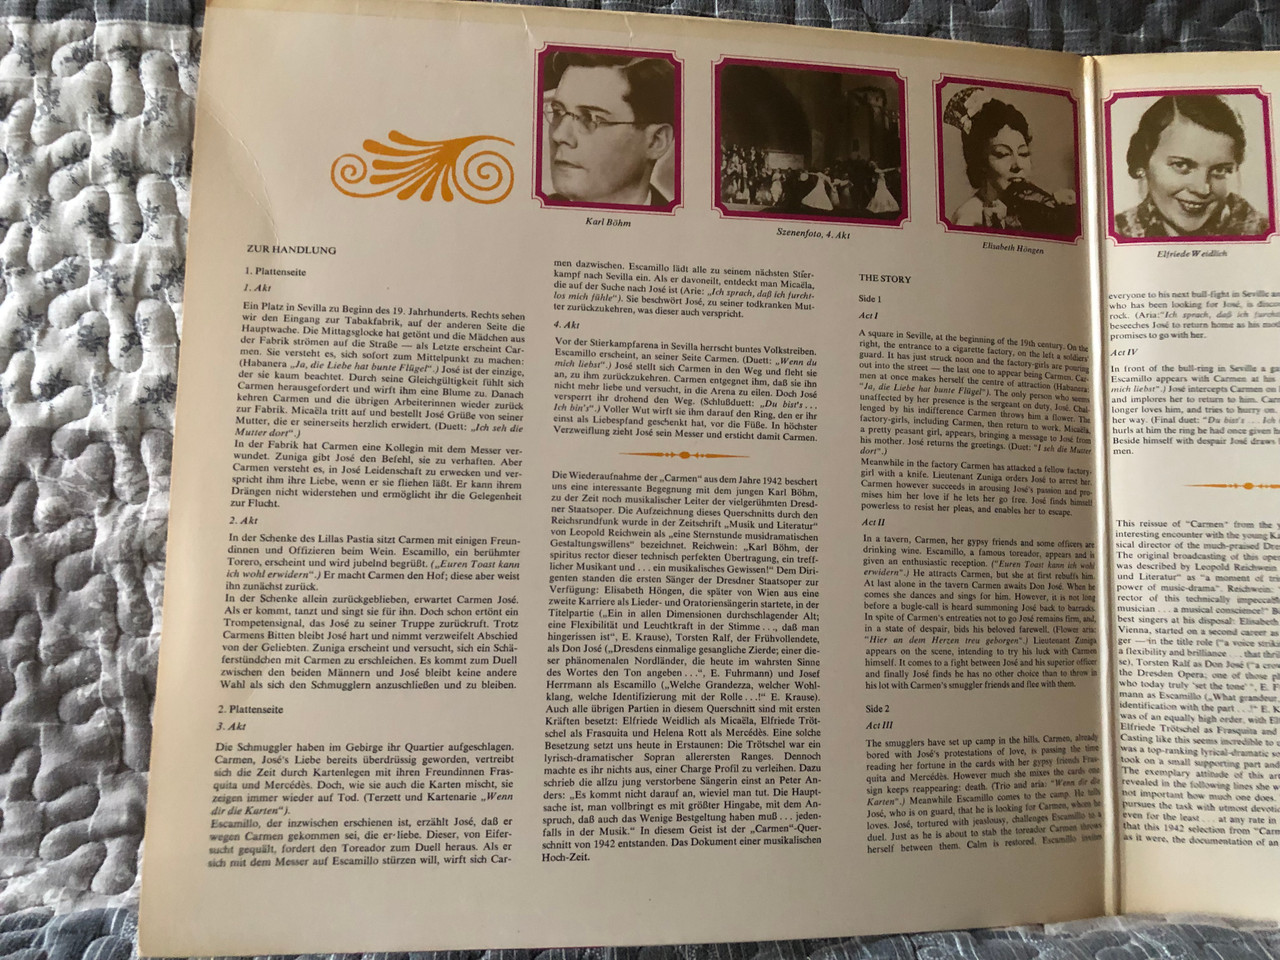 Karl Böhm
Szenenfoto, 4. Akt
Elisabeth Höngen
Elfriede Weidlich
ZUR HANDLUNG
1. Plattenseite
1. Akt
Ein Platz in Sevilla zu Beginn des 19. Jahrhunderts. Rechts sehen
wir den Eingang zur Tabakfabrik, auf der anderen Seite die
Hauptwache. Die Mittagsglocke hat getönt und die Mädchen aus
der Fabrik strömen auf die Straße — als Letzte erscheint Car-
men. Sie versteht es, sich sofort zum Mittelpunkt zu machen:
(Habanera „Ja, die Liebe hat bunte Flügel“.) José ist der einzige,
der sie kaum beachtet. Durch seine Gleichgültigkeit fühlt sich
Carmen herausgefordert und wirft ihm eine Blume zu. Danach
kehren Carmen und die übrigen Arbeiterinnen wieder zurück
zur Fabrik. Micaëla tritt auf und bestellt José Grüße von seiner
Mutter, die er seinerseits herzlich erwidert. (Duett: „Ich seh die
Mutter dort“.)
In der Fabrik hat Carmen eine Kollegin mit dem Messer ver-
wundet. Zuniga gibt José den Befehl, sie zu verhaften. Aber
Carmen versteht es, in José Leidenschaft zu erwecken und ver-
spricht ihm ihre Liebe, wenn er sie fliehen läßt. Er kann ihrem
Drängen nicht widerstehen und ermöglicht ihr die Gelegenheit
zur Flucht.
2. Akt
In der Schenke des Lillas Pastia sitzt Carmen mit einigen Freun-
dinnen und Offizieren beim Wein. Escamillo, ein berühmter
Torero, erscheint und wird jubelnd begrüßt. („Euren Toast kann
ich wohl erwidern“.) Er macht Carmen den Hof; diese aber weist
ihn zunächst zurück.
In der Schenke allein zurückgeblieben, erwartet Carmen José.
Als er kommt, tanzt und singt sie für ihn. Doch schon ertönt ein
Trompetensignal, das José zu seiner Truppe zurückruft. Trotz
Carmens Bitten bleibt José hart und nimmt verzweifelt Abschied
von der Geliebten. Zuniga erscheint und versucht, sich ein Schä-
ferstündchen mit Carmen zu erschleichen. Es kommt zum Duell
zwischen den beiden Männern und José bleibt keine andere
Wahl als sich den Schmugglern anzuschließen und zu bleiben.
2. Plattenseite
3. Akt
Die Schmuggler haben im Gebirge ihr Quartier aufgeschlagen.
Carmen, José's Liebe bereits überdrüssig geworden, vertreibt
sich die Zeit durch Kartenlegen mit ihren Freundinnen Fras-
quita und Mercédès. Doch, wie sie auch die Karten mischt, sie
zeigen immer wieder auf Tod. (Terzett und Kartenarie „Wenn
dir die Karten“).
Escamillo, der inzwischen erschienen ist, erzählt José, daß er
wegen Carmen gekommen sei, die er liebe. Dieser, von Eifer-
sucht gequält, fordert den Toreador zum Duell heraus. Als er
sich mit dem Messer auf Escamillo stürzen will, wirft sich Car-
men dazwischen. Escamillo lädt alle zu seinem nächsten Stier-
kampf nach Sevilla ein. Als er davoneilt, entdeckt man Micaëla,
die auf der Suche nach José ist (Arie: „Ich sprach, daß ich furcht-
los mich fühle“). Sie beschwört José, zu seiner todkranken Mut-
ter zurückzukehren, was dieser auch verspricht.
4. Akt
Vor der Stierkampfarena in Sevilla herrscht buntes Volkstreiben.
Escamillo erscheint, an seiner Seite Carmen. (Duett: „Wenn du
mich liebst“.) José stellt sich Carmen in den Weg und fleht sie
an, zu ihm zurückzukehren. Carmen entgegnet ihm, daß sie ihn
nicht mehr liebe und versucht, in die Arena zu eilen. Doch José
versperrt ihr drohend den Weg. (Schlußduett: „Du bist's ...
Ich bin's“.) Voller Wut wirft sie ihm darauf den Ring, den er ihr
einst als Liebespfand geschenkt hat, vor die Füße. In höchster
Verzweiflung zieht José sein Messer und ersticht damit Carmen.
Die Wiederaufnahme der „Carmen“ aus dem Jahre 1942 beschert
uns eine interessante Begegnung mit dem jungen Karl Böhm,
zu der Zeit noch musikalischer Leiter der vielgerühmten Dresd-
ner Staatsoper. Die Aufzeichnung dieses Querschnitts durch den
Reichsrundfunk wurde in der Zeitschrift „Musik und Literatur“
von Leopold Reichwein als „eine Sternstunde musidramatischen
Gestaltungswillens“ bezeichnet. Reichwein: „Karl Böhm, der
spiritus rector dieser technisch perfekten Übertragung, ein treff-
licher Musikant und ... ein musikalisches Gewissen!“ Dem Diri-
genten standen die ersten Sänger der Dresdner Staatsoper zur
Verfügung: Elisabeth Höngen, die später von Wien aus eine
zweite Karriere als Lieder- und Oratoriensängerin startete, in der
Titelpartie („Ein in allen Dimensionen durchschlagender Alt;
eine Flexibilität und Leuchtkraft in der Stimme ..., daß man
hingerissen ist“, E. Krause), Torsten Ralf, der Frühvollendete,
als Don José („Dresdens einmalige gesangliche Zierde; einer die-
ser phänomenalen Nordländer, die heute im wahrsten Sinne
des Wortes den Ton angeben ...“, E. Fuhrmann) und Josef
Herrmann als Escamillo („Welche Grandezza, welcher Wohl-
klang, welche Identifizierung mit der Rolle ...!“ E. Krause).
Auch alle übrigen Partien in diesem Querschnitt sind mit ersten
Kräften besetzt: Elfriede Weidlich als Micaëla, Elfriede Tröt-
schel als Frasquita und Helena Rott als Mercédès. Eine solche
Besetzung setzt uns heute in Erstaunen: Die Trötschel war ein
lyrisch-dramatischer Sopran allerersten Ranges. Dennoch
machte es ihr nichts aus, einer Charge Profil zu verleihen. Dazu
schrieb die allzu jung verstorbene Sängerin einst an Peter An-
ders: „Es kommt nicht darauf an, wieviel man tut. Die Haupt-
sache ist, man vollbringt es mit größter Hingabe, mit dem An-
spruch, daß auch das Wenige Bestgeltung haben muß ... jeden-
falls in der Musik.“ In diesem Geist ist der „Carmen“-Quer-
schnitt von 1942 entstanden. Das Dokument einer musikalischen
Hoch-Zeit.
THE STORY
Side 1
Act I
A square in Seville, at the beginning of the 19th century. On the
right, the entrance to a cigarette factory, on the left a soldiers'
guard. It has just struck noon and the factory-girls are pouring
out into the street — the last one to appear being Carmen. Car-
men at once makes herself the centre of attraction (Habanera:
"Ja, die Liebe hat bunte Flügel"). The only person who seems
unaffected by her presence is the sergeant on duty, José. Chal-
lenged by his indifference Carmen throws him a flower. The
factory-girls, including Carmen, then return to work. Micaëla,
a pretty peasant girl, appears, bringing a message to José from
his mother. José returns the greetings. (Duet: "I seh die Mutter
dort".)
Meanwhile in the factory Carmen has attacked a fellow factory-
girl with a knife. Lieutenant Zuniga orders José to arrest her.
Carmen however succeeds in arousing José's passion and pro-
mises him her love if he lets her go free. José finds himself
powerless to resist her pleas, and enables her to escape.
Act II
In a tavern, Carmen, her gypsy friends and some officers are
drinking wine. Escamillo, a famous toreador, appears and is
given an enthusiastic reception. ("Euren Toast kann ich wohl
erwidern".) He attracts Carmen, but she at first rebuffs him.
At last alone in the tavern Carmen awaits Don José. When he
comes she dances and sings for him. However, it is not long
before a bugle-call is heard summoning José back to barracks.
In spite of Carmen's entreaties not to go José remains firm, and,
in a state of despair, bids his beloved farewell. (Flower aria:
"Hier an dem Herzen treu geborgen".) Lieutenant Zuniga
appears on the scene, intending to try his luck with Carmen
himself. It comes to a fight between José and his superior officer
and finally José finds he has no other choice than to throw in
his lot with Carmen's smuggler friends and flee with them.
Side 2
Act III
The smugglers have set up camp in the hills. Carmen, already
bored with José's protestations of love, is passing the time
reading her fortune in the cards with her gypsy friends Fras-
quita and Mercédès. However much she mixes the cards one
sign keeps reappearing: death. (Trio and aria: "Wenn dir die
Karten".) Meanwhile Escamillo comes to the camp. He tells
José, who is on guard, that he is looking for Carmen, whom he
loves. José, tortured with jealousy, challenges Escamillo to a
duel. Just as he is about to stab the toreador Carmen throws
herself between them. Calm is restored. Escamillo invites
everyone to his next bull-fight in Seville an
who has been looking for José, is discov
rock. (Aria: "Ich sprach, daß ich furcht
beseeches José to return home as his mo
promises to go with her.
Act IV
In front of the bull-ring in Seville a ga
Escamillo appears with Carmen at his
mich liebst".) José intercepts Carmen on
and implores her to return to him. Carm
longer loves him, and tries to hurry on.
her way. (Final duet: "Du bist's ... Ich
hurls at him the ring he had once given h
Beside himself with despair José draws
men.
This reissue of "Carmen" from the y
interesting encounter with the young Ka
sical director of the much-praised Dres
The original broadcasting of this oper
was described by Leopold Reichwein
und Literatur" as "a moment of tri
power of music-drama". Reichwein:
rector of this technically impecca
musician ... a musical conscience!" B
best singers at his disposal: Elisabeth
Vienna, started on a second career as
ger — in the title role ("a voice striki
a flexibility and brilliance ... that thri
se), Torsten Ralf as Don José ("a crow
the Dresden Opera; one of those ph
who today truly 'set the tone'", E. F
mann as Escamillo („What grandeur
identification with the part ...!" E. K
was of an equally high order, with El
Elfriede Trötschel as Frasquita and
Casting like this seems incredible to
was a top-ranking lyrical-dramatic so
took on a small supporting part and
The exemplary attitude of this art
revealed in the following lines she w
not important how much one does.
pursues the task with utmost devotio
even for the least ... at any rate in
that this 1942 selection from "Carm
as it were, the documentation of an